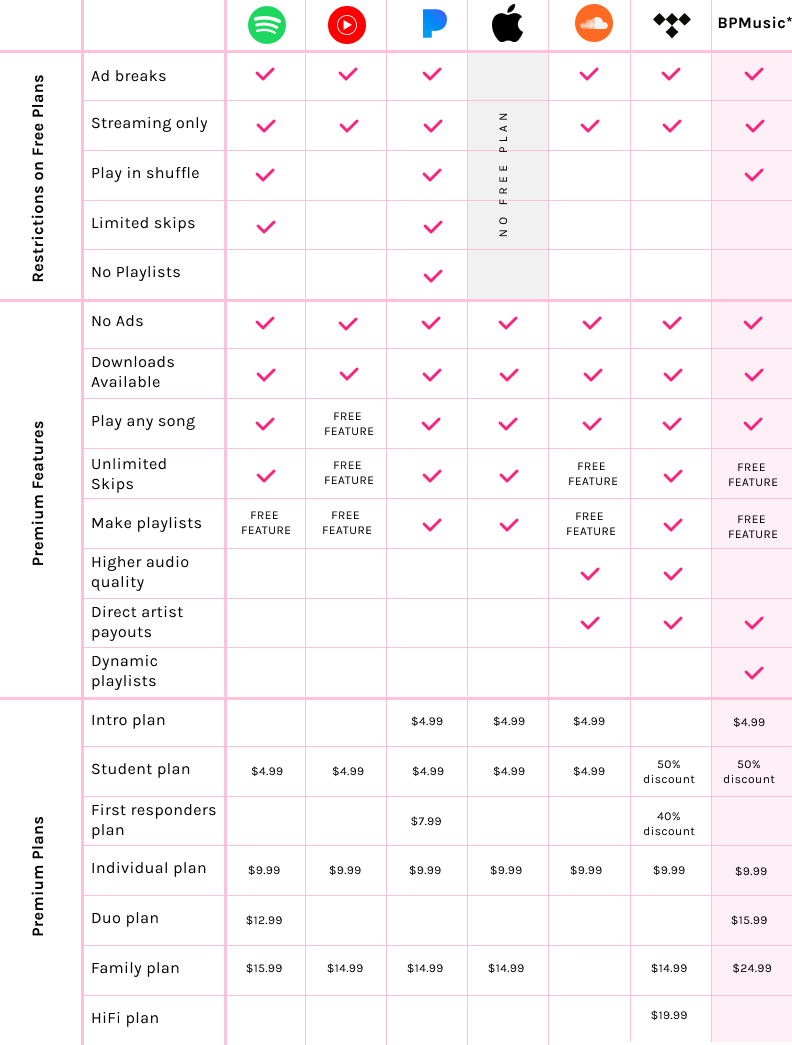 BPMusic*
Restrictions on Free Plans
Ad breaks
Streaming only
Play in shuffle
Limited skips
No Playlists
NO FREE PLAN
Premium Features
No Ads
Downloads
Available
Play any song
FREE
FEATURE
Unlimited
Skips
FREE
FEATURE
FREE
FEATURE
FREE
FEATURE
Make playlists
FREE
FEATURE
FREE
FEATURE
FREE
FEATURE
FREE
FEATURE
Higher audio
quality
Direct artist
payouts
Dynamic
playlists
Premium Plans
Intro plan
$4.99
$4.99
$4.99
$4.99
Student plan
$4.99
$4.99
$4.99
$4.99
$4.99
50%
discount
50%
discount
First responders
plan
$7.99
40%
discount
Individual plan
$9.99
$9.99
$9.99
$9.99
$9.99
$9.99
$9.99
Duo plan
$12.99
$15.99
Family plan
$15.99
$14.99
$14.99
$14.99
$14.99
$24.99
HiFi plan
$19.99